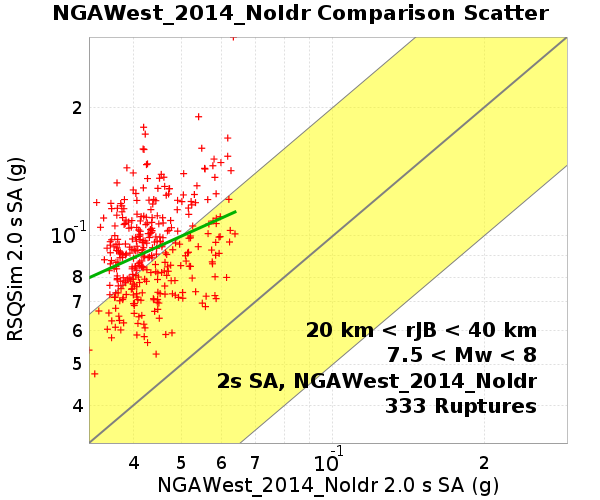 NGAWest_2014_NoIdr Comparison Scatter
RSQSim 2.0 s SA (g)
2
10^-1
8
7
6
5
4
20 km < rJB < 40 km
7.5 < Mw < 8
2s SA, NGAWest_2014_NoIdr
333 Ruptures
4 5 6 7 10^-1 2
NGAWest_2014_NoIdr 2.0 s SA (g)